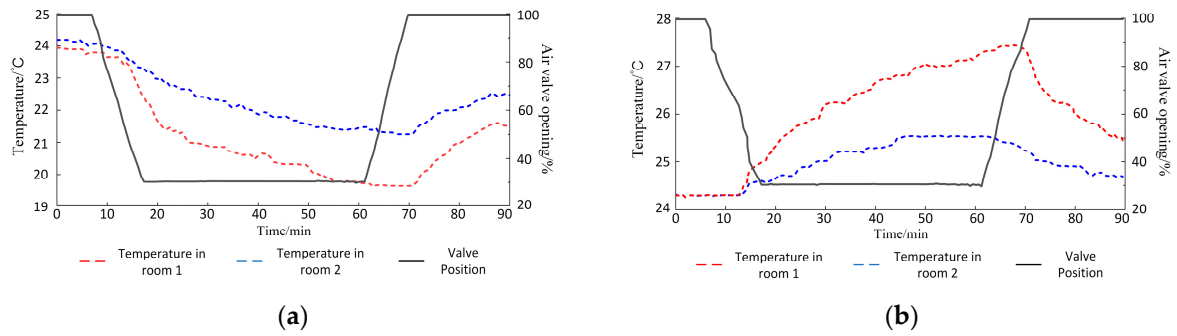 25
24
23
22
21
20
19
100
80
60
40
20
0
10
20
30
40
50
60
70
80
90
Temperature/°C
Air valve opening/%
Time/min
Temperature in
room 1
Temperature in
room 2
Valve
Position
(a)
28
27
26
25
24
100
80
60
40
20
0
10
20
30
40
50
60
70
80
90
Temperature/°C
Air valve opening/%
Time/min
Temperature in
room 1
Temperature in
room 2
Valve
Position
(b)